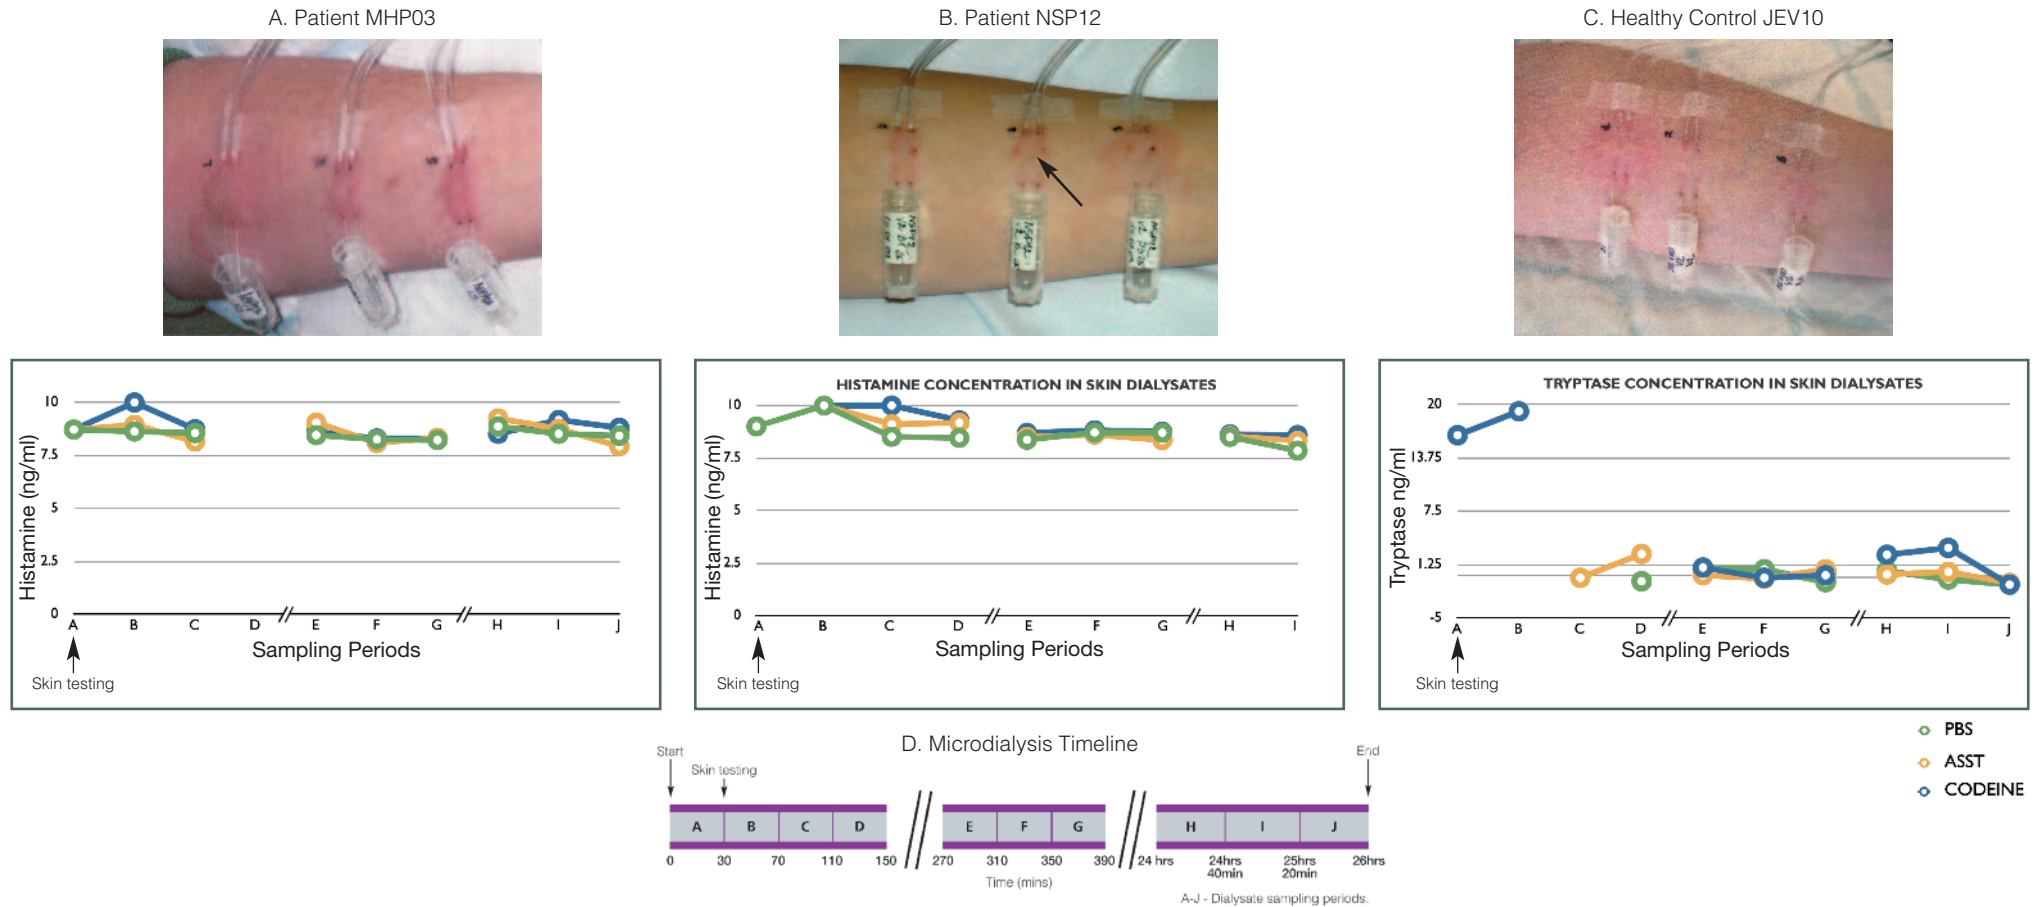 A. Patient MHP03
B. Patient NSP12
C. Healthy Control JEV10
Histamine (ng/ml)
10
7.5
5
2.5
0
A B C D E F G H I J
Sampling Periods
Skin testing
HISTAMINE CONCENTRATION IN SKIN DIALYSATES
Histamine (ng/ml)
10
7.5
5
2.5
0
A B C D E F G H I
Sampling Periods
Skin testing
TRYPTASE CONCENTRATION IN SKIN DIALYSATES
Tryptase ng/ml
20
13.75
7.5
1.25
-5
A B C D E F G H I J
Sampling Periods
Skin testing
PBS
ASST
CODEINE
D. Microdialysis Timeline
Start
End
Skin testing
A B C D E F G H I J
0 30 70 110 150 270 310 350 390 24 hrs 24hrs 25hrs 26hrs
40min 20min
Time (mins)
A-J - Dialysate sampling periods.